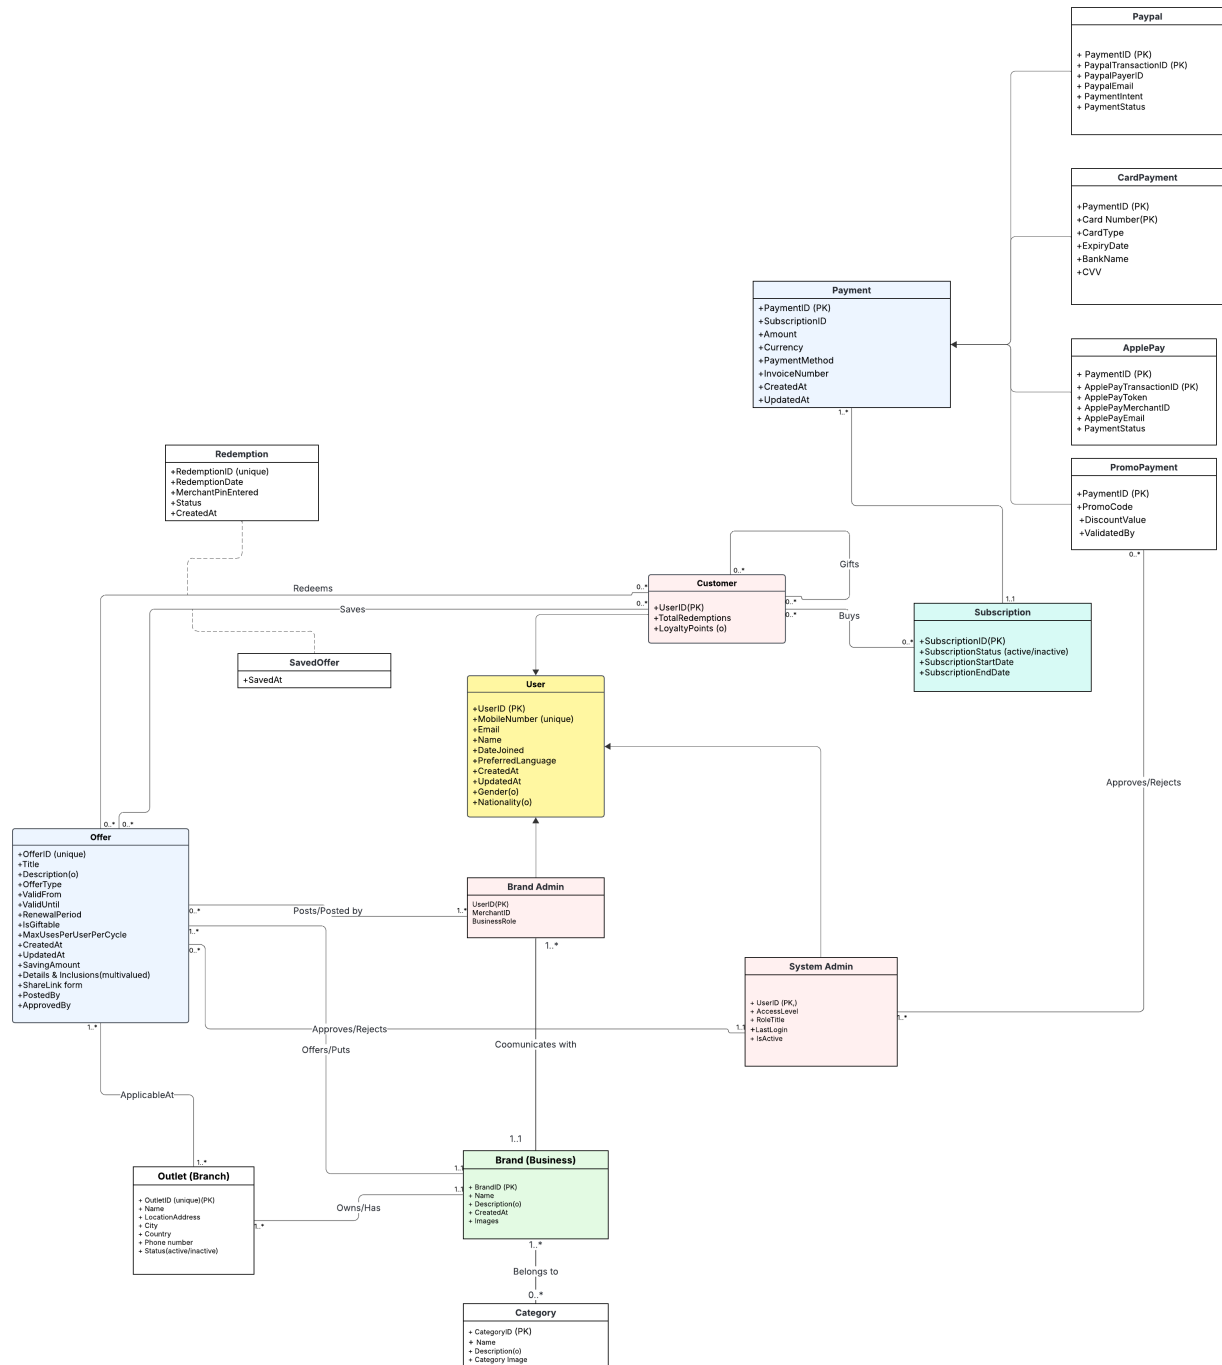 Paypal
+ PaymentID (PK)
+ PaypalTransactionID (PK)
+ PaypalPayerID
+ PaypalEmail
+ PaymentIntent
+ PaymentStatus
CardPayment
+PaymentID (PK)
+Card Number(PK)
+CardType
+ExpiryDate
+BankName
+CVV
Payment
+PaymentID (PK)
+SubscriptionID
+Amount
+Currency
+PaymentMethod
+InvoiceNumber
+CreatedAt
+UpdatedAt
1..*
ApplePay
+ PaymentID (PK)
+ ApplePayTransactionID (PK)
+ ApplePayToken
+ ApplePayMerchantID
+ ApplePayEmail
+ PaymentStatus
PromoPayment
+PaymentID (PK)
+PromoCode
+DiscountValue
+ValidatedBy
0..*
Redemption
+RedemptionID (unique)
+RedemptionDate
+MerchantPinEntered
+Status
+CreatedAt
Redeems
0..*
Saves
0..*
Customer
+UserID(PK)
+TotalRedemptions
+LoyaltyPoints (o)
0..*
Gifts
0..*
0..*
Buys
0..*
1..1
Subscription
+SubscriptionID(PK)
+SubscriptionStatus (active/inactive)
+SubscriptionStartDate
+SubscriptionEndDate
SavedOffer
+SavedAt
User
+UserID (PK)
+MobileNumber (unique)
+Email
+Name
+DateJoined
+PreferredLanguage
+CreatedAt
+UpdatedAt
+Gender(o)
+Nationality(o)
Approves/Rejects
0..*
0..*
Offer
+OfferID (unique)
+Title
+Description(o)
+OfferType
+ValidFrom
+ValidUntil
+RenewalPeriod
+IsGiftable
+MaxUsesPerUserPerCycle
+CreatedAt
+UpdatedAt
+SavingAmount
+Details & Inclusions(multivalued)
+ShareLink form
+PostedBy
+ApprovedBy
0..*
Posts/Posted by
1..*
1..*
0..*
Brand Admin
UserID(PK)
MerchantID
BusinessRole
1..*
System Admin
+ UserID (PK,)
+ AccessLevel
+ RoleTitle
+LastLogin
+ IsActive
1..*
1..*
Approves/Rejects
1..1
Offers/Puts
Coomunicates with
ApplicableAt
1..*
1..1
Outlet (Branch)
+ OutletID (unique)(PK)
+ Name
+ LocationAddress
+ City
+ Country
+ Phone number
+ Status(active/inactive)
1..*
Owns/Has
1..1
1..1
Brand (Business)
+ BrandID (PK)
+ Name
+ Description(o)
+ CreatedAt
+ Images
1..*
Belongs to
0..*
Category
+ CategoryID (PK)
+ Name
+ Description(o)
+ Category Image